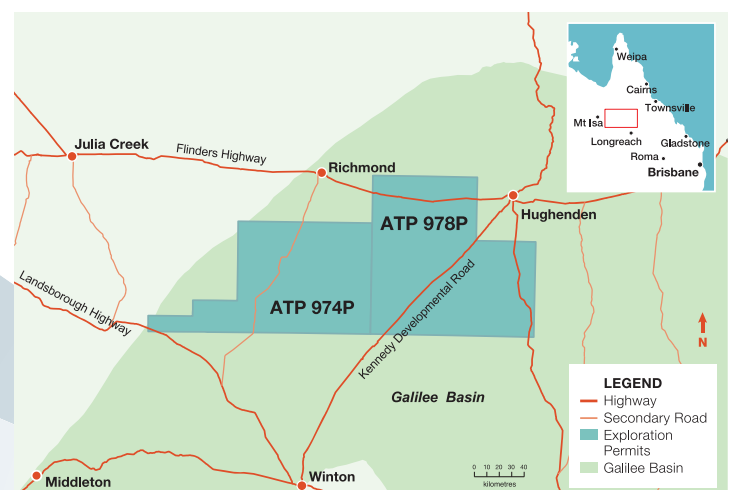 Julia Creek
Flinders Highway
Richmond
ATP 978P
Hughenden
Landsborough Highway
ATP 974P
Kennedy Developmental Road
Galilee Basin
Middleton
Winton
0 10 20 30 40
kilometres
Weipa
Cairns
Townsville
Mt Isa
Longreach
Gladstone
Roma
Brisbane
N
LEGEND
Highway
Secondary Road
Exploration
Permits
Galilee Basin